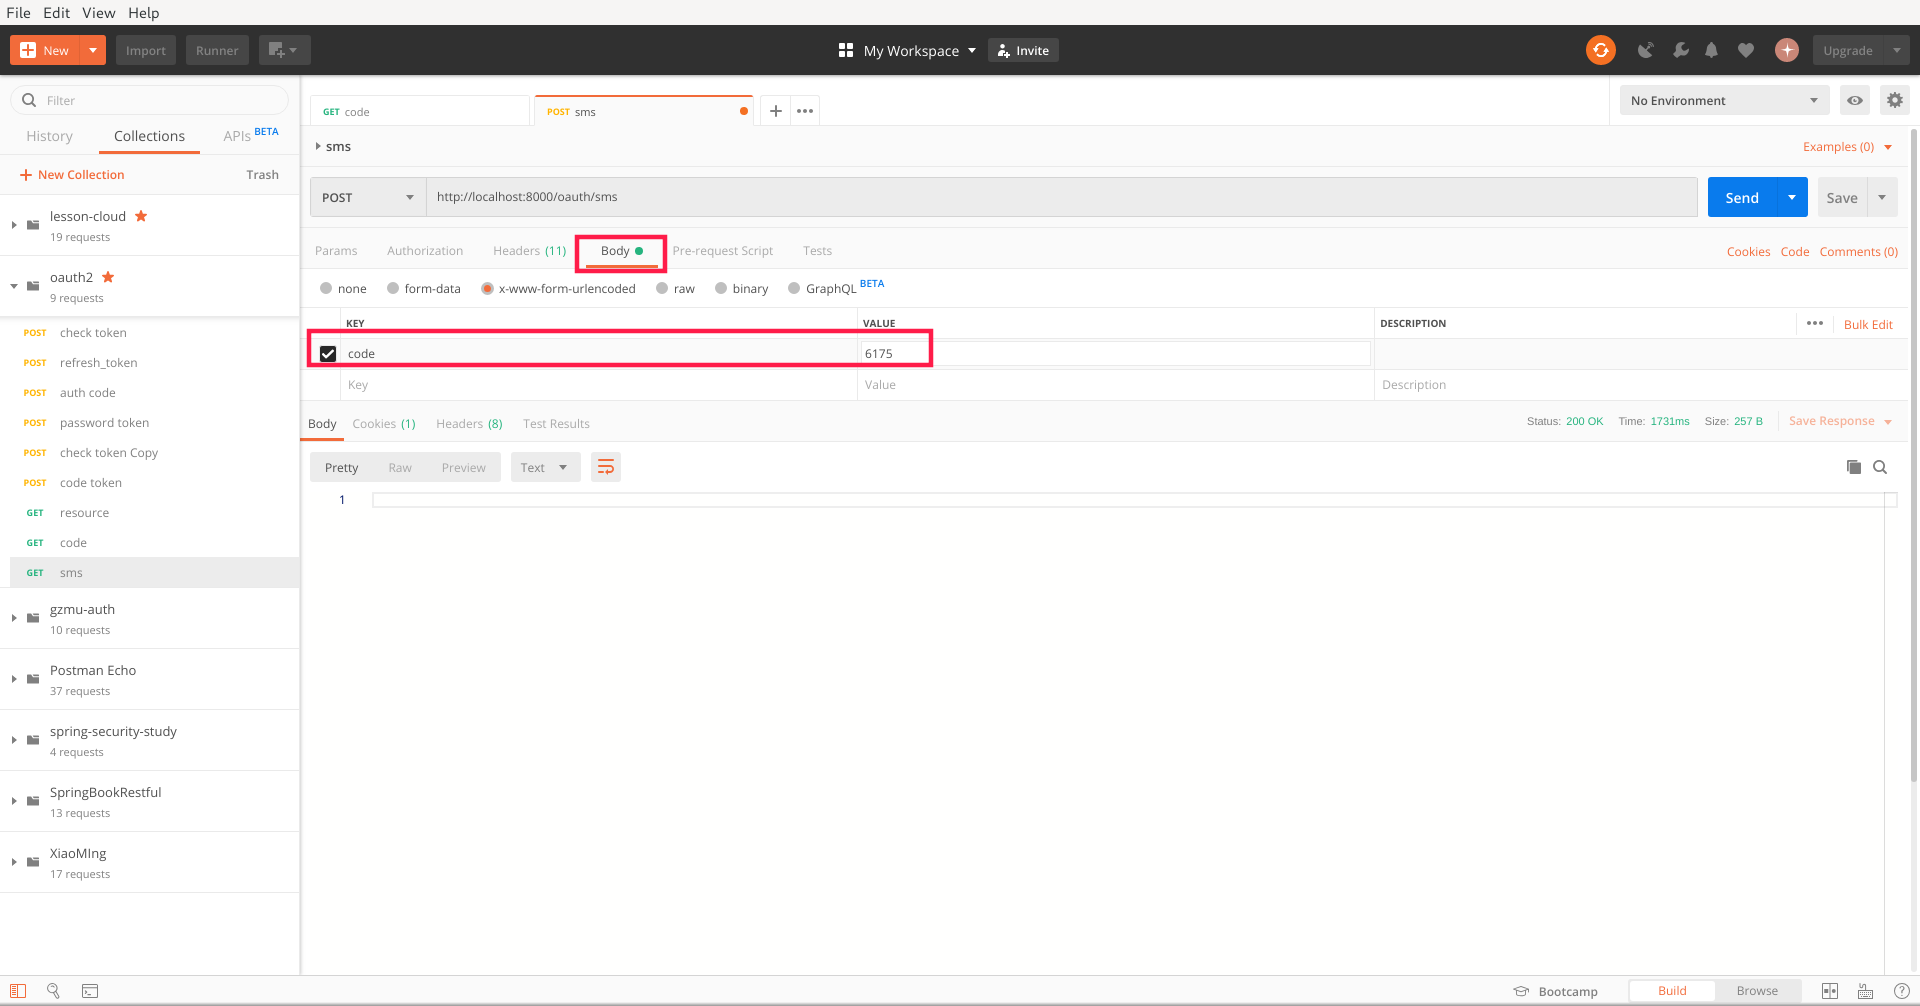 File Edit View Help
New Import Runner My Workspace Invite Upgrade
Filter
History Collections APIs BETA
New Collection Trash
lesson-cloud
19 requests
oauth2
9 requests
POST check token
POST refresh_token
POST auth code
POST password token
POST check token Copy
POST code token
GET resource
GET code
GET sms
gzmu-auth
10 requests
Postman Echo
37 requests
spring-security-study
4 requests
SpringBookRestful
13 requests
XiaoMIng
17 requests
GET code POST sms No Environment
sms Examples (0)
POST http://localhost:8000/oauth/sms Send Save
Params Authorization Headers (11) Body Pre-request Script Tests Cookies Code Comments (0)
none form-data x-www-form-urlencoded raw binary GraphQL BETA
KEY VALUE DESCRIPTION Bulk Edit
code 6175
Key Value Description
Body Cookies (1) Headers (8) Test Results Status: 200 OK Time: 1731ms Size: 257 B Save Response
Pretty Raw Preview Text
1
Bootcamp Build Browse